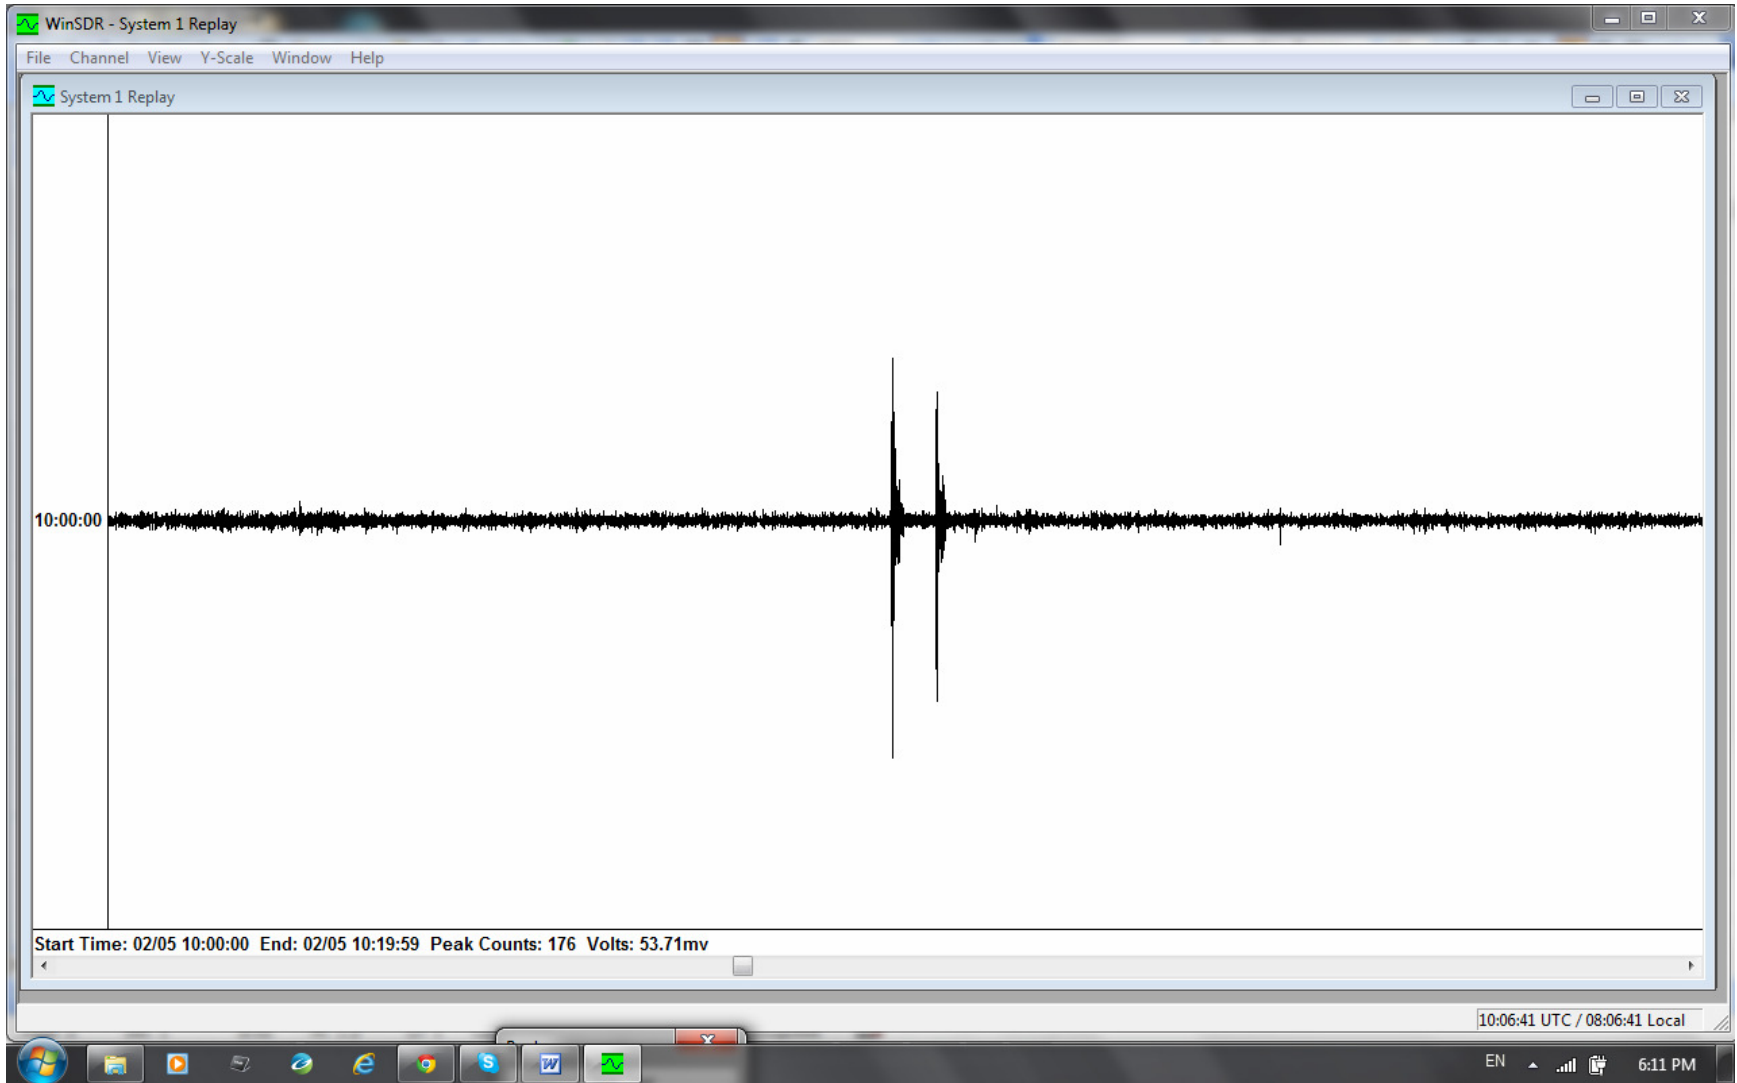 WinSDR - System 1 Replay
File Channel View Y-Scale Window Help
System 1 Replay
10:00:00
Start Time: 02/05 10:00:00 End: 02/05 10:19:59 Peak Counts: 176 Volts: 53.71mv
10:06:41 UTC / 08:06:41 Local
EN 6:11 PM